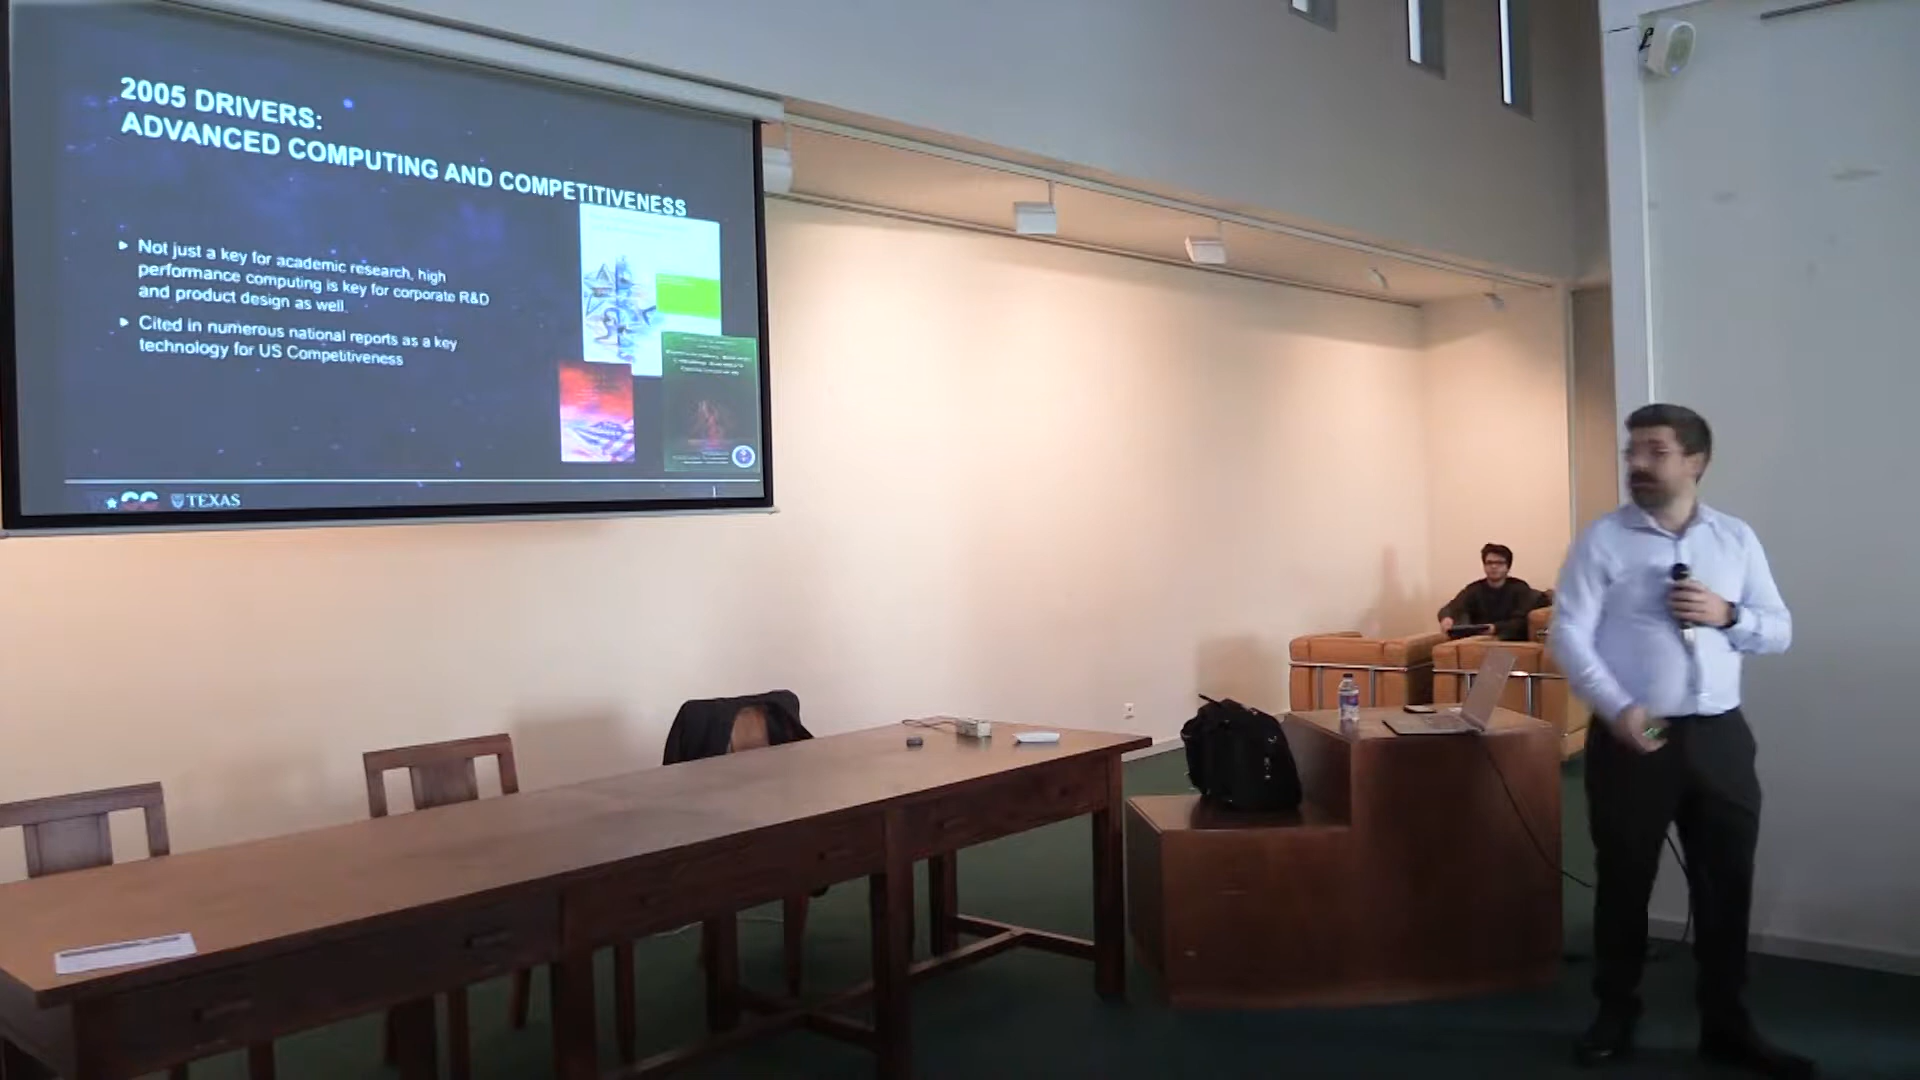 2005 DRIVERS:
ADVANCED COMPUTING AND COMPETITIVENESS
Not just a key for academic research, high
performance computing is key for corporate R&D
and product design as well.
Cited in numerous national reports as a key
technology for US Competitiveness
TEXAS